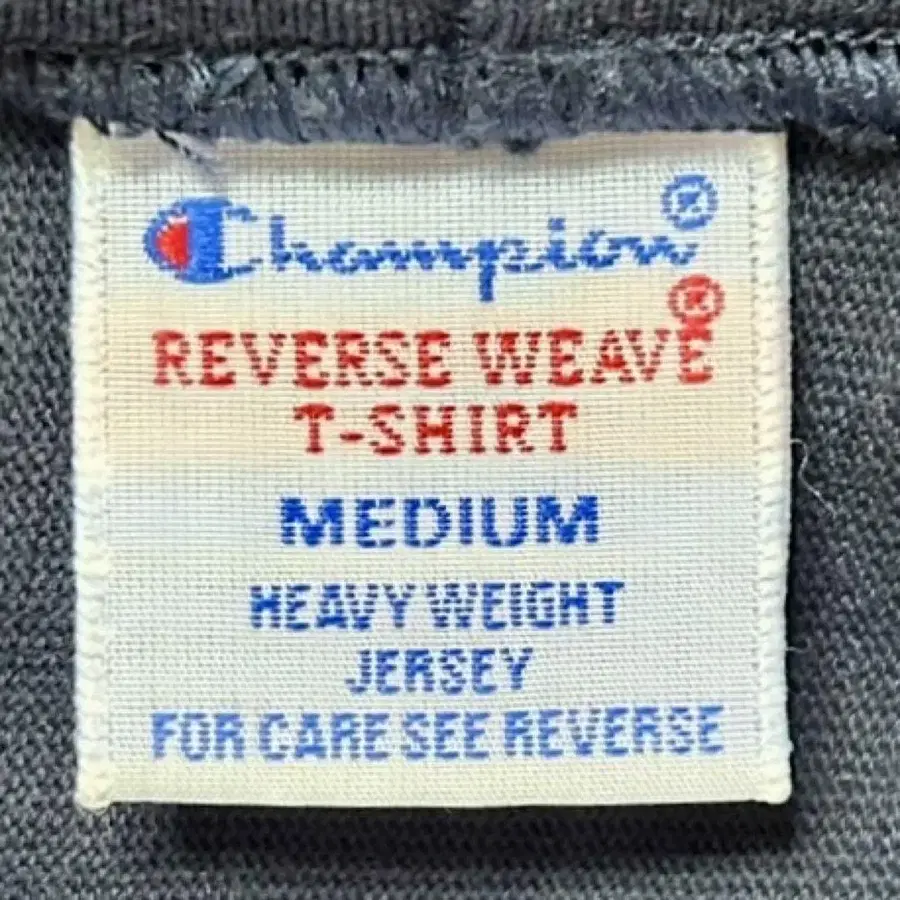 Champion®
REVERSE WEAVE®
T-SHIRT
MEDIUM
HEAVY WEIGHT
JERSEY
FOR CARE SEE REVERSE